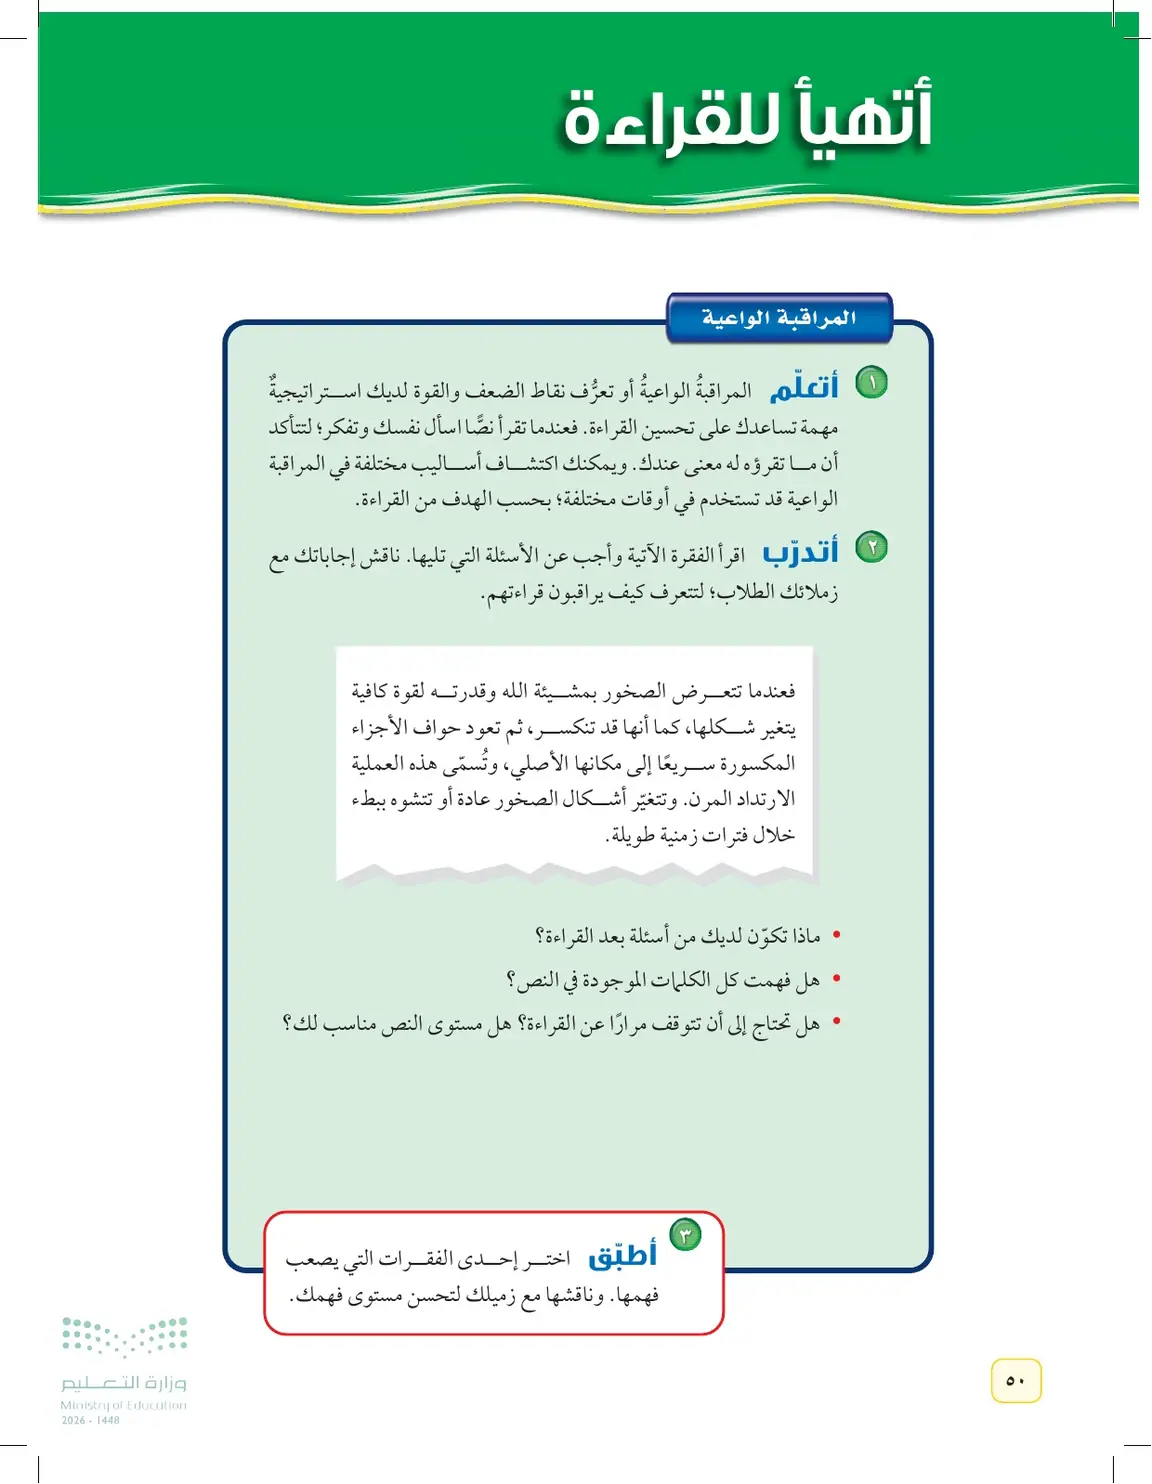 أتهيأ للقراءة
المراقبة الواعية
١ أتعلّم المراقبةُ الواعيةُ أو تعرُّف نقاط الضعف والقوة لديك استراتيجيةٌ
مهمة تساعدك على تحسين القراءة. فعندما تقرأ نصًّا اسأل نفسك وتفكر؛ لتتأكد
أن ما تقرؤه له معنى عندك. ويمكنك اكتشاف أساليب مختلفة في المراقبة
الواعية قد تستخدم في أوقات مختلفة؛ بحسب الهدف من القراءة.
٢ أتدرّب اقرأ الفقرة الآتية وأجب عن الأسئلة التي تليها. ناقش إجاباتك مع
زملائك الطلاب؛ لتتعرف كيف يراقبون قراءتهم.
فعندما تتعرض الصخور بمشيئة الله وقدرته لقوة كافية
يتغير شكلها، كما أنها قد تنكسر، ثم تعود حواف الأجزاء
المكسورة سريعًا إلى مكانها الأصلي، وتُسمّى هذه العملية
الارتداد المرن. وتتغيّر أشكال الصخور عادة أو تتشوه ببطء
خلال فترات زمنية طويلة.
• ماذا تكوّن لديك من أسئلة بعد القراءة؟
• هل فهمت كل الكلمات الموجودة في النص؟
• هل تحتاج إلى أن تتوقف مرارًا عن القراءة؟ هل مستوى النص مناسب لك؟
٣ أطبّق اختر إحدى الفقرات التي يصعب
فهمها. وناقشها مع زميلك لتحسن مستوى فهمك.
وزارة التعليم
Ministry of Education
2026 - 1448
٥٠